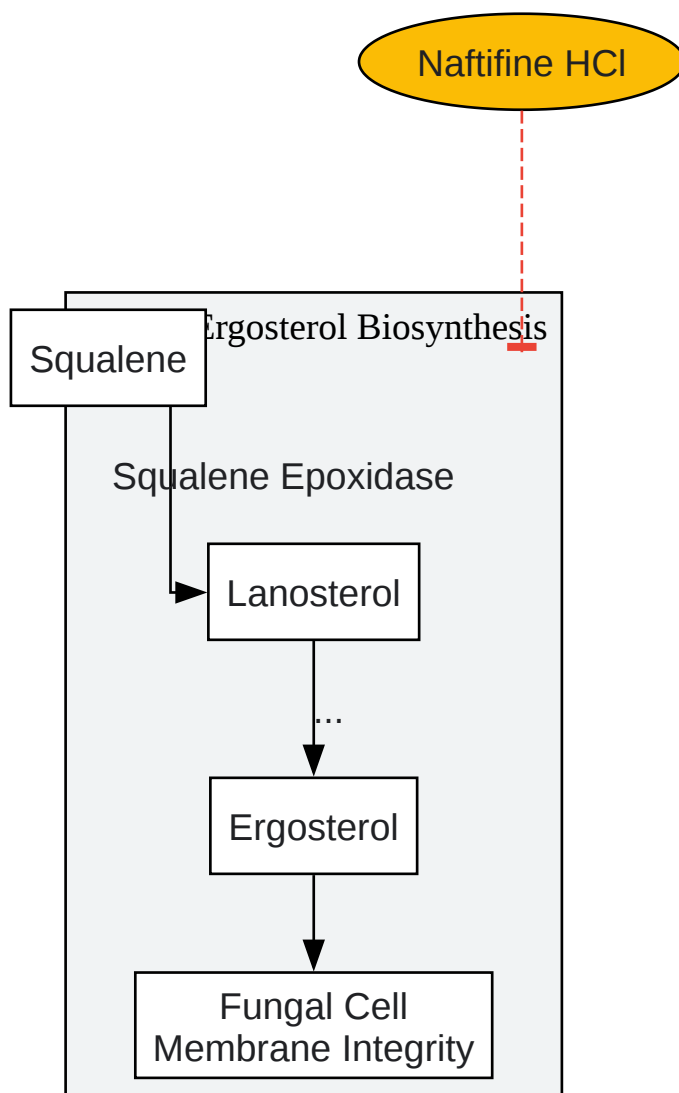 Naftifine HCl
Ergosterol Biosynthesis
Squalene
Squalene Epoxidase
Lanosterol
...
Ergosterol
Fungal Cell
Membrane Integrity